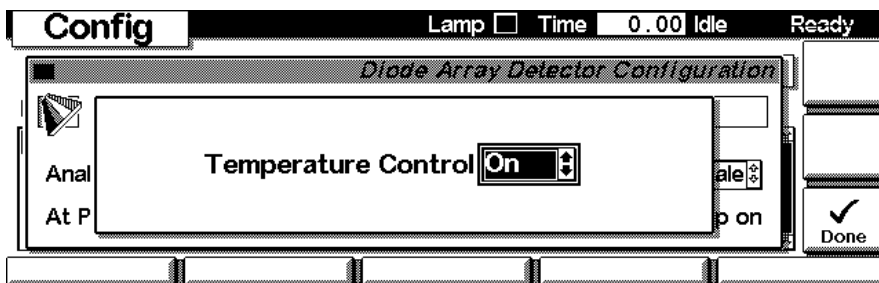 Config Lamp Time 0.00 Idle Ready
Diode Array Detector Configuration
Temperature Control On
Anal ale
At P p on
Done